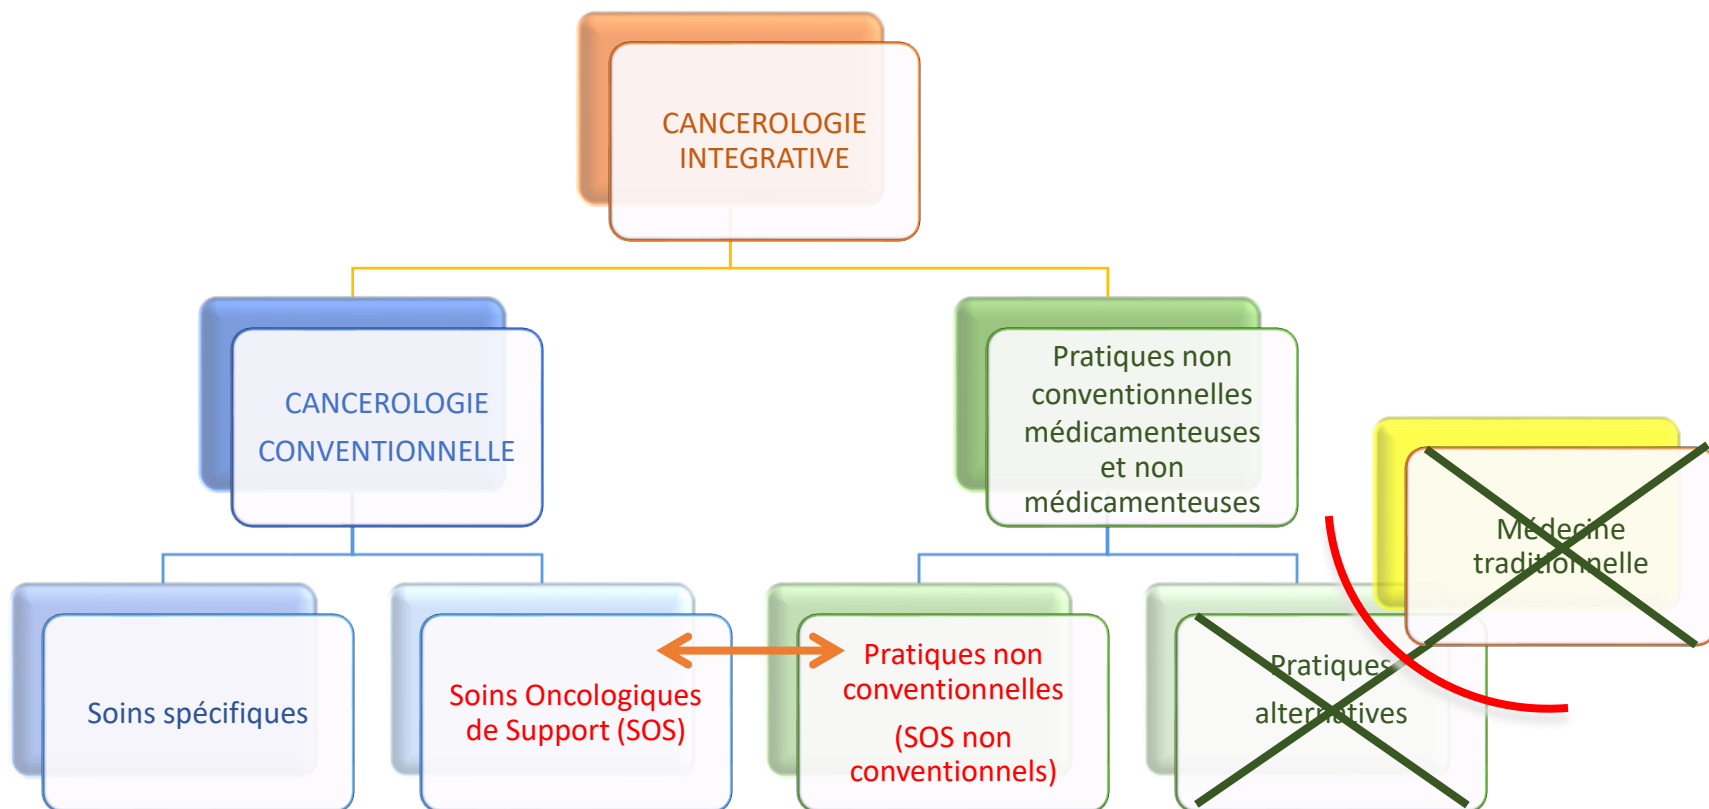 CANCEROLOGIE
INTEGRATIVE
CANCEROLOGIE
CONVENTIONNELLE
Pratiques non
conventionnelles
médicamenteuses
et non
médicamenteuses
Médecine
traditionnelle
Soins spécifiques
Soins Oncologiques
de Support (SOS)
Pratiques non
conventionnelles
(SOS non
conventionnels)
Pratiques
alternatives